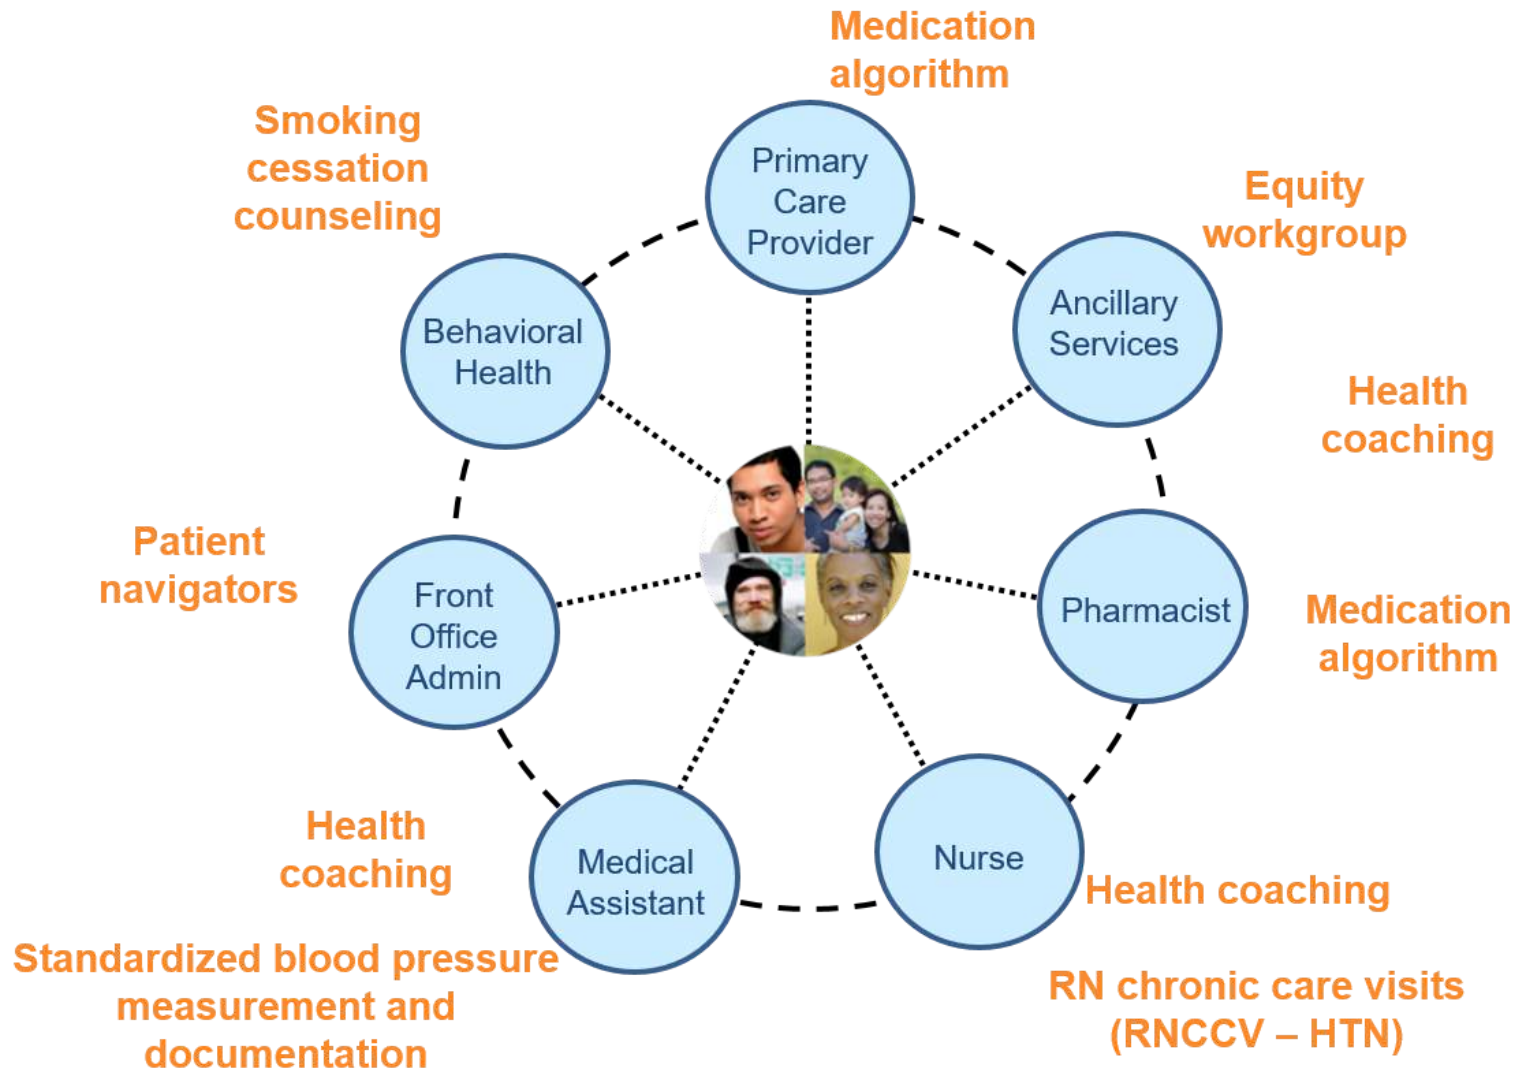 Medication
algorithm
Primary
Care
Provider
Equity
workgroup
Ancillary
Services
Health
coaching
Pharmacist
Medication
algorithm
Nurse
Health coaching
RN chronic care visits
(RNCCV – HTN)
Medical
Assistant
Health
coaching
Standardized blood pressure
measurement and
documentation
Front
Office
Admin
Patient
navigators
Behavioral
Health
Smoking
cessation
counseling